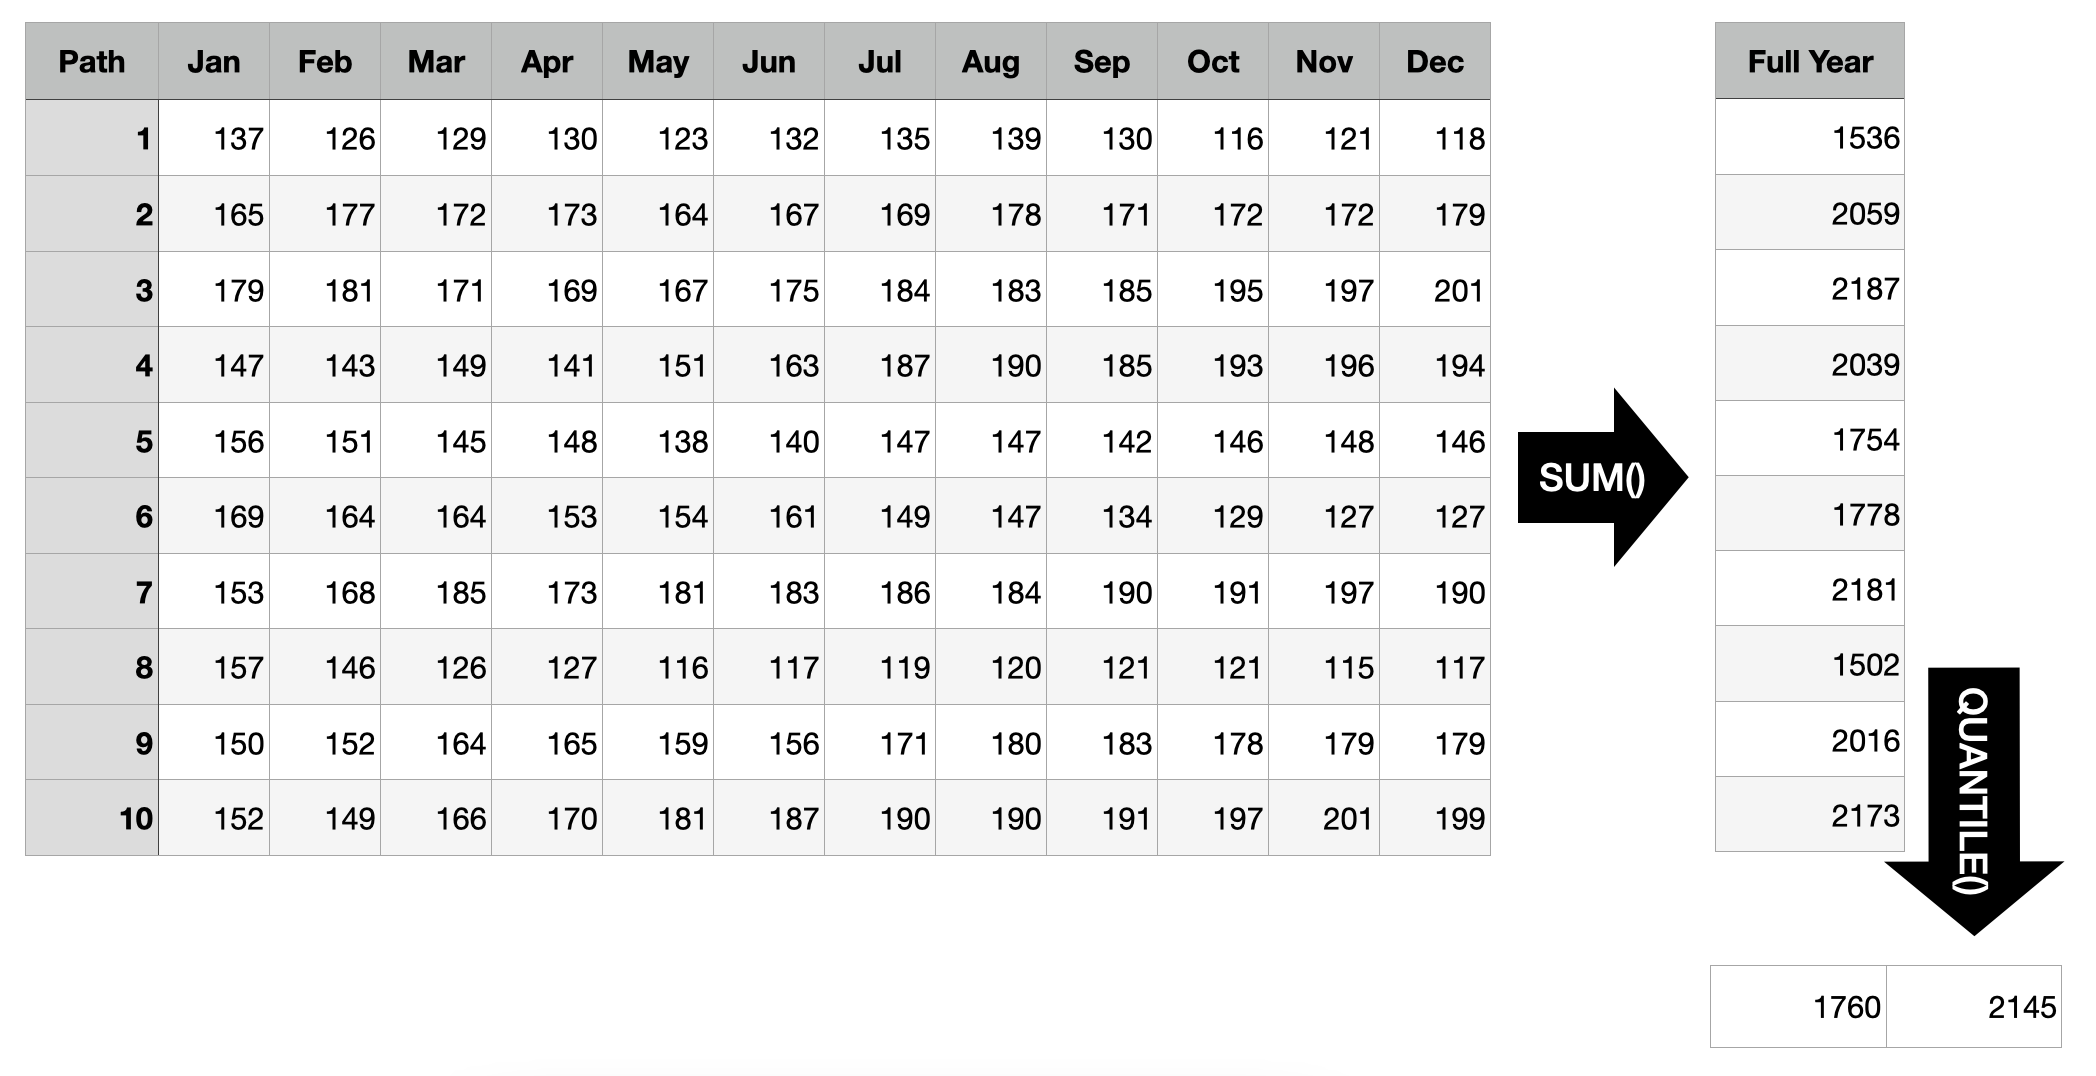 Path Jan Feb Mar Apr May Jun Jul Aug Sep Oct Nov Dec Full Year
1 137 126 129 130 123 132 135 139 130 116 121 118 1536
2 165 177 172 173 164 167 169 178 171 172 172 179 2059
3 179 181 171 169 167 175 184 183 185 195 197 201 2187
4 147 143 149 141 151 163 187 190 185 193 196 194 2039
5 156 151 145 148 138 140 147 147 142 146 148 146 1754
SUM()
6 169 164 164 153 154 161 149 147 134 129 127 127 1778
7 153 168 185 173 181 183 186 184 190 191 197 190 2181
8 157 146 126 127 116 117 119 120 121 121 115 117 1502
9 150 152 164 165 159 156 171 180 183 178 179 179 2016
10 152 149 166 170 181 187 190 190 191 197 201 199 2173
QUANTILE()
1760 2145